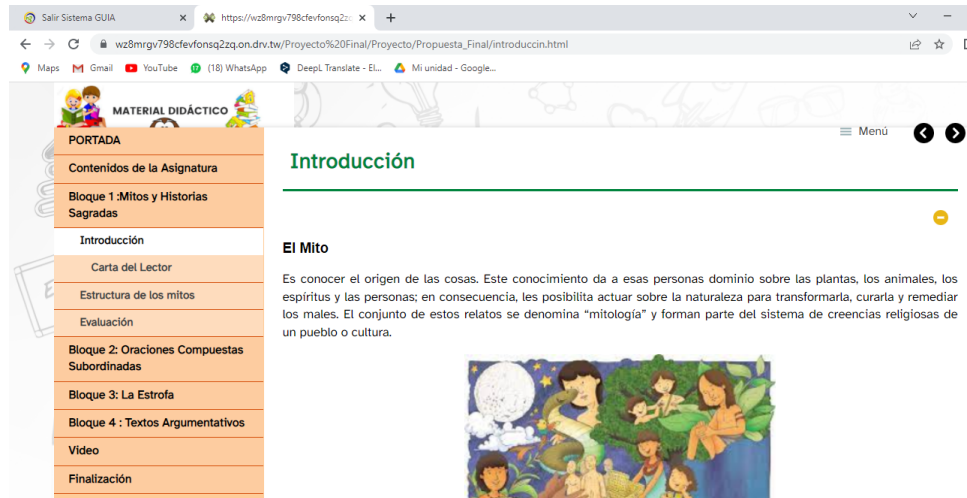 Salir Sistema GUIA
https://wz8mrgv798cfevfonsq2z
wz8mrgv798cfevfonsq2zq.on.drv.tw/Proyecto%20Final/Proyecto/Propuesta_Final/introduccin.html
Maps Gmail YouTube (18) WhatsApp DeepL Translate - El... Mi unidad - Google...
MATERIAL DIDÁCTICO
Menú
PORTADA
Contenidos de la Asignatura
Bloque 1 :Mitos y Historias
Sagradas
Introducción
Carta del Lector
Estructura de los mitos
Evaluación
Bloque 2: Oraciones Compuestas
Subordinadas
Bloque 3: La Estrofa
Bloque 4 : Textos Argumentativos
Video
Finalización
Introducción
El Mito
Es conocer el origen de las cosas. Este conocimiento da a esas personas dominio sobre las plantas, los animales, los
espíritus y las personas; en consecuencia, les posibilita actuar sobre la naturaleza para transformarla, curarla y remediar
los males. El conjunto de estos relatos se denomina “mitología” y forman parte del sistema de creencias religiosas de
un pueblo o cultura.